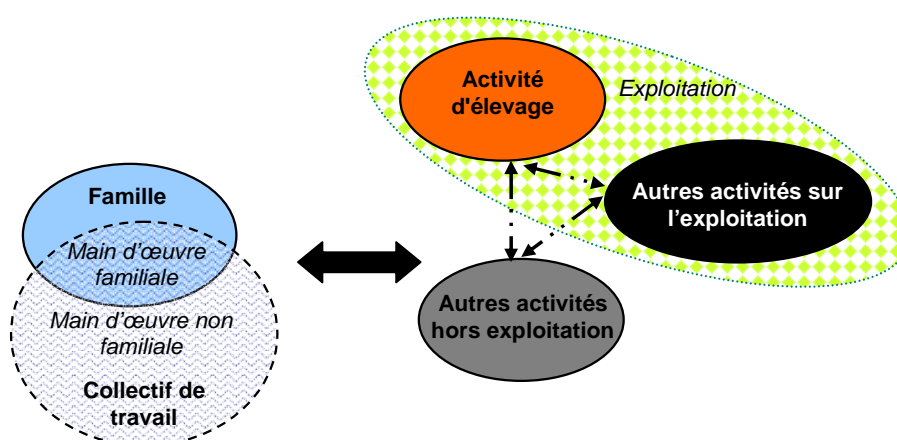 Famille
Main d'œuvre
familiale
Main d'œuvre non
familiale
Collectif de
travail
Activité
d'élevage
Exploitation
Autres activités sur
l’exploitation
Autres activités
hors exploitation